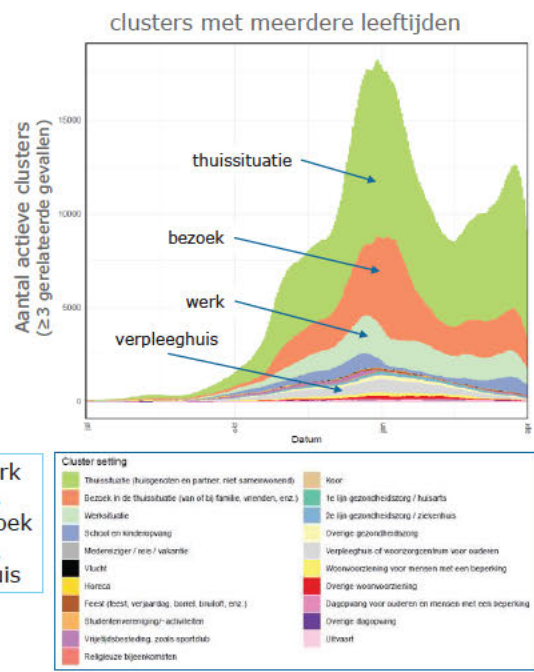 clusters met meerdere leeftijden
Aantal actieve clusters
(≥3 gerelateerde gevallen)
15000
10000
5000
0
thuissituatie
bezoek
werk
verpleeghuis
jul
okt
jan
apr
Datum
rk
oek
uis
Cluster setting
Thuissituatie (huisgenoten en partner, niet samenwonend)
Bezoek in de thuissituatie (van of bij familie, vrienden, enz.)
Werksituatie
School en kinderopvang
Medereiziger / reis / vakantie
Vlucht
Horeca
Feest (feest, verjaardag, borrel, bruiloft, enz.)
Studentenvereniging/-activiteiten
Vrijetijdsbesteding, zoals sportclub
Religieuze bijeenkomsten
Koor
1e lijn gezondheidszorg / huisarts
2e lijn gezondheidszorg / ziekenhuis
Overige gezondheidszorg
Verpleeghuis of woonzorgcentrum voor ouderen
Woonvoorziening voor mensen met een beperking
Overige woonvoorziening
Dagopvang voor ouderen en mensen met een beperking
Overige dagopvang
Uitvaart